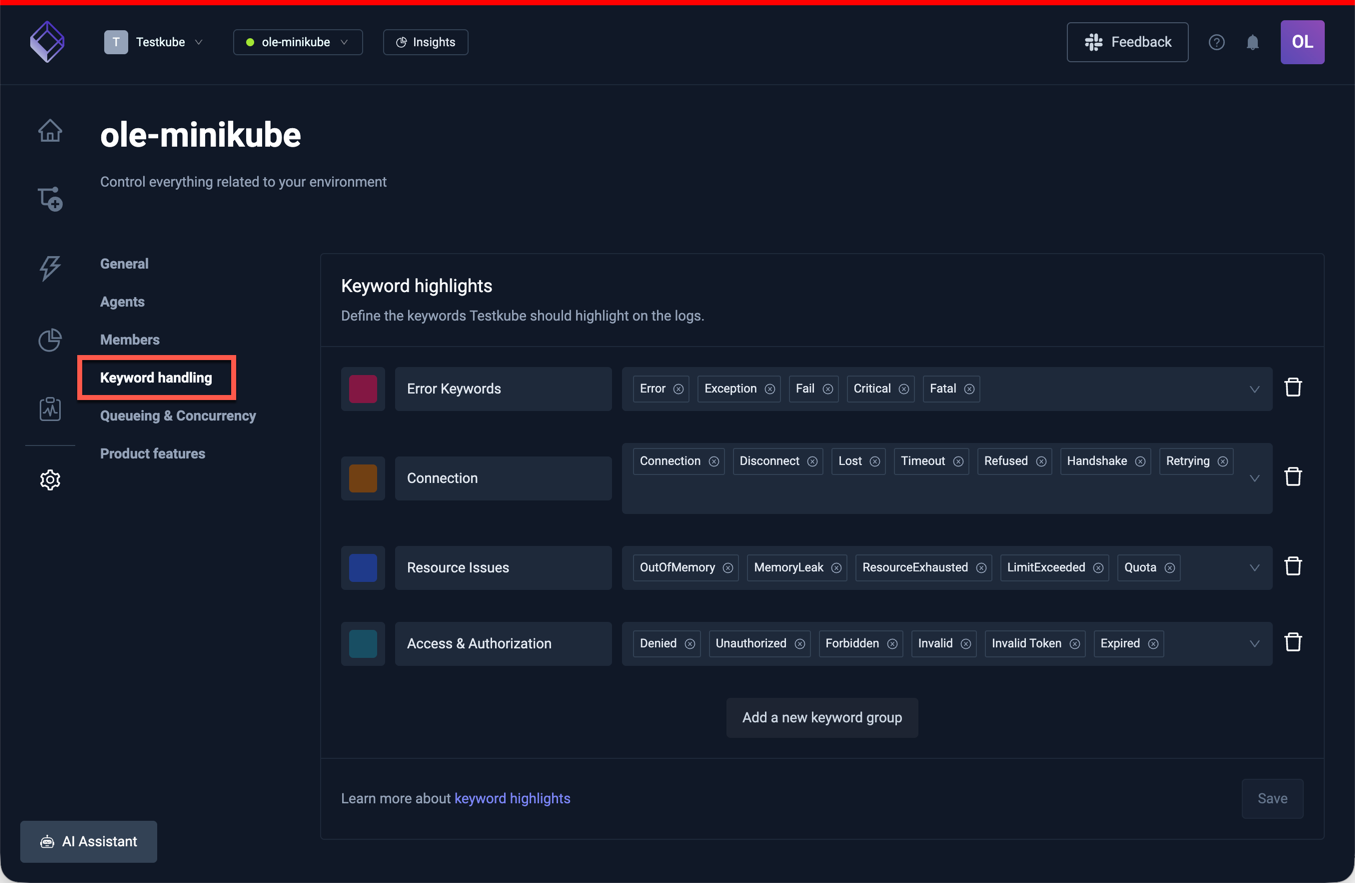 T Testkube ole-minikube Insights Feedback OL
ole-minikube
Control everything related to your environment
General
Agents
Members
Keyword handling
Queueing & Concurrency
Product features
Keyword highlights
Define the keywords Testkube should highlight on the logs.
Error Keywords Error Exception Fail Critical Fatal
Connection Connection Disconnect Lost Timeout Refused Handshake Retrying
Resource Issues OutOfMemory MemoryLeak ResourceExhausted LimitExceeded Quota
Access & Authorization Denied Unauthorized Forbidden Invalid Invalid Token Expired
Add a new keyword group
Learn more about keyword highlights Save
AI Assistant